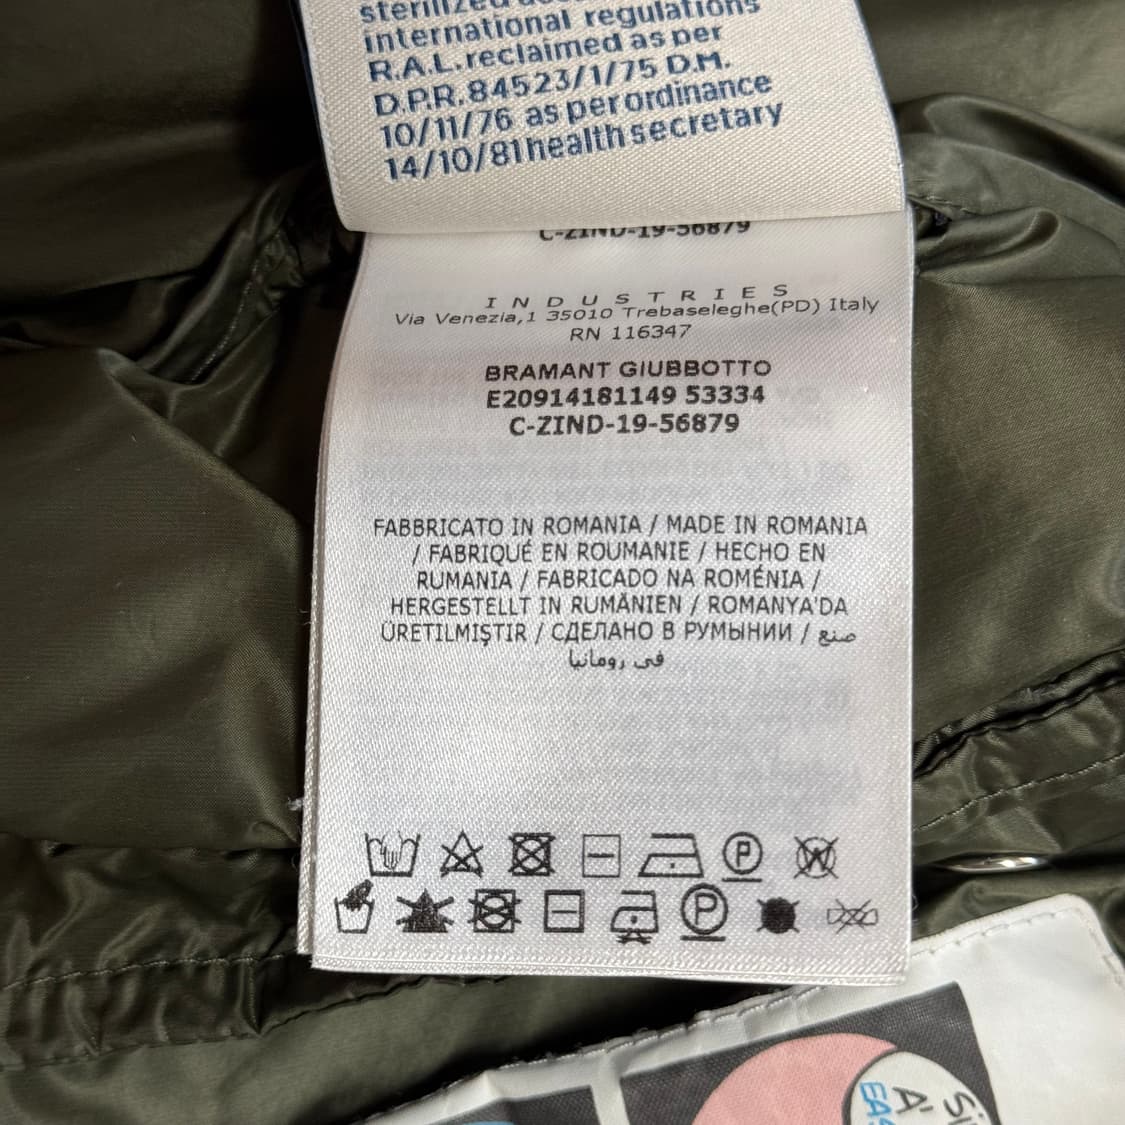 international regulations
R.A.L.reclaimed as per
D.P.R. 84523/1/75 D.M.
10/11/76 as per ordinance
14/10/81 health secretary
C-ZIND-19-56879
INDUSTRIES
Via Venezia,1 35010 Trebaseleghe(PD) Italy
RN 116347
BRAMANT GIUBBOTTO
E20914181149 53334
C-ZIND-19-56879
FABBRICATO IN ROMANIA / MADE IN ROMANIA
/ FABRIQUÉ EN ROUMANIE / HECHO EN
RUMANIA / FABRICADO NA ROMÉNIA /
HERGESTELLT IN RUMÄNIEN / ROMANYA'DA
ÜRETILMIŞTIR / СДЕЛАНО В РУМЫНИИ / صنع
في رومانيا
P
W
P
A'